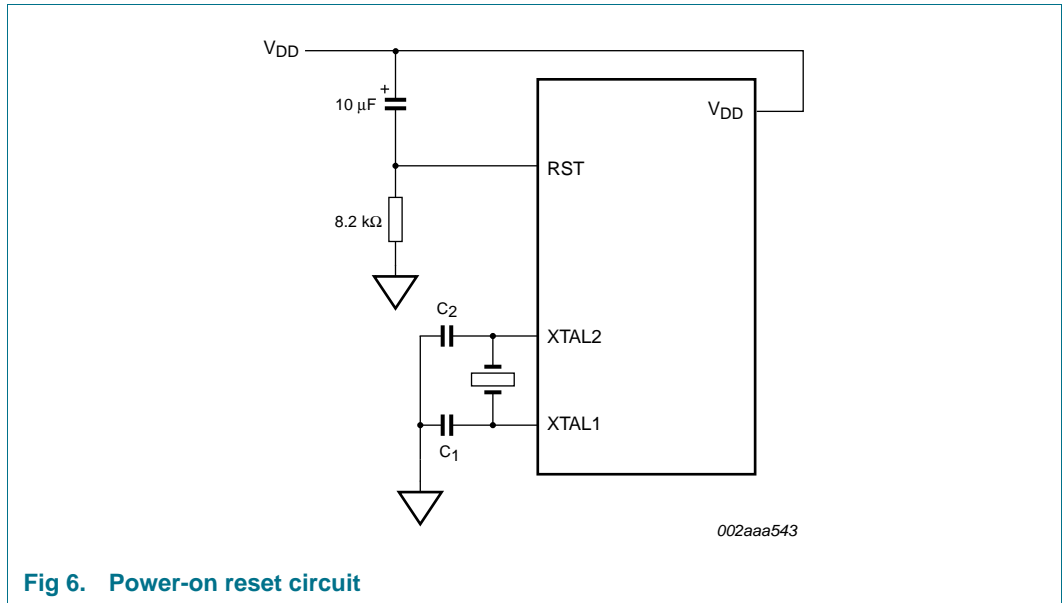 VDD
10 μF
+
VDD
RST
8.2 kΩ
C2
XTAL2
XTAL1
C1
002aaa543
Fig 6. Power-on reset circuit